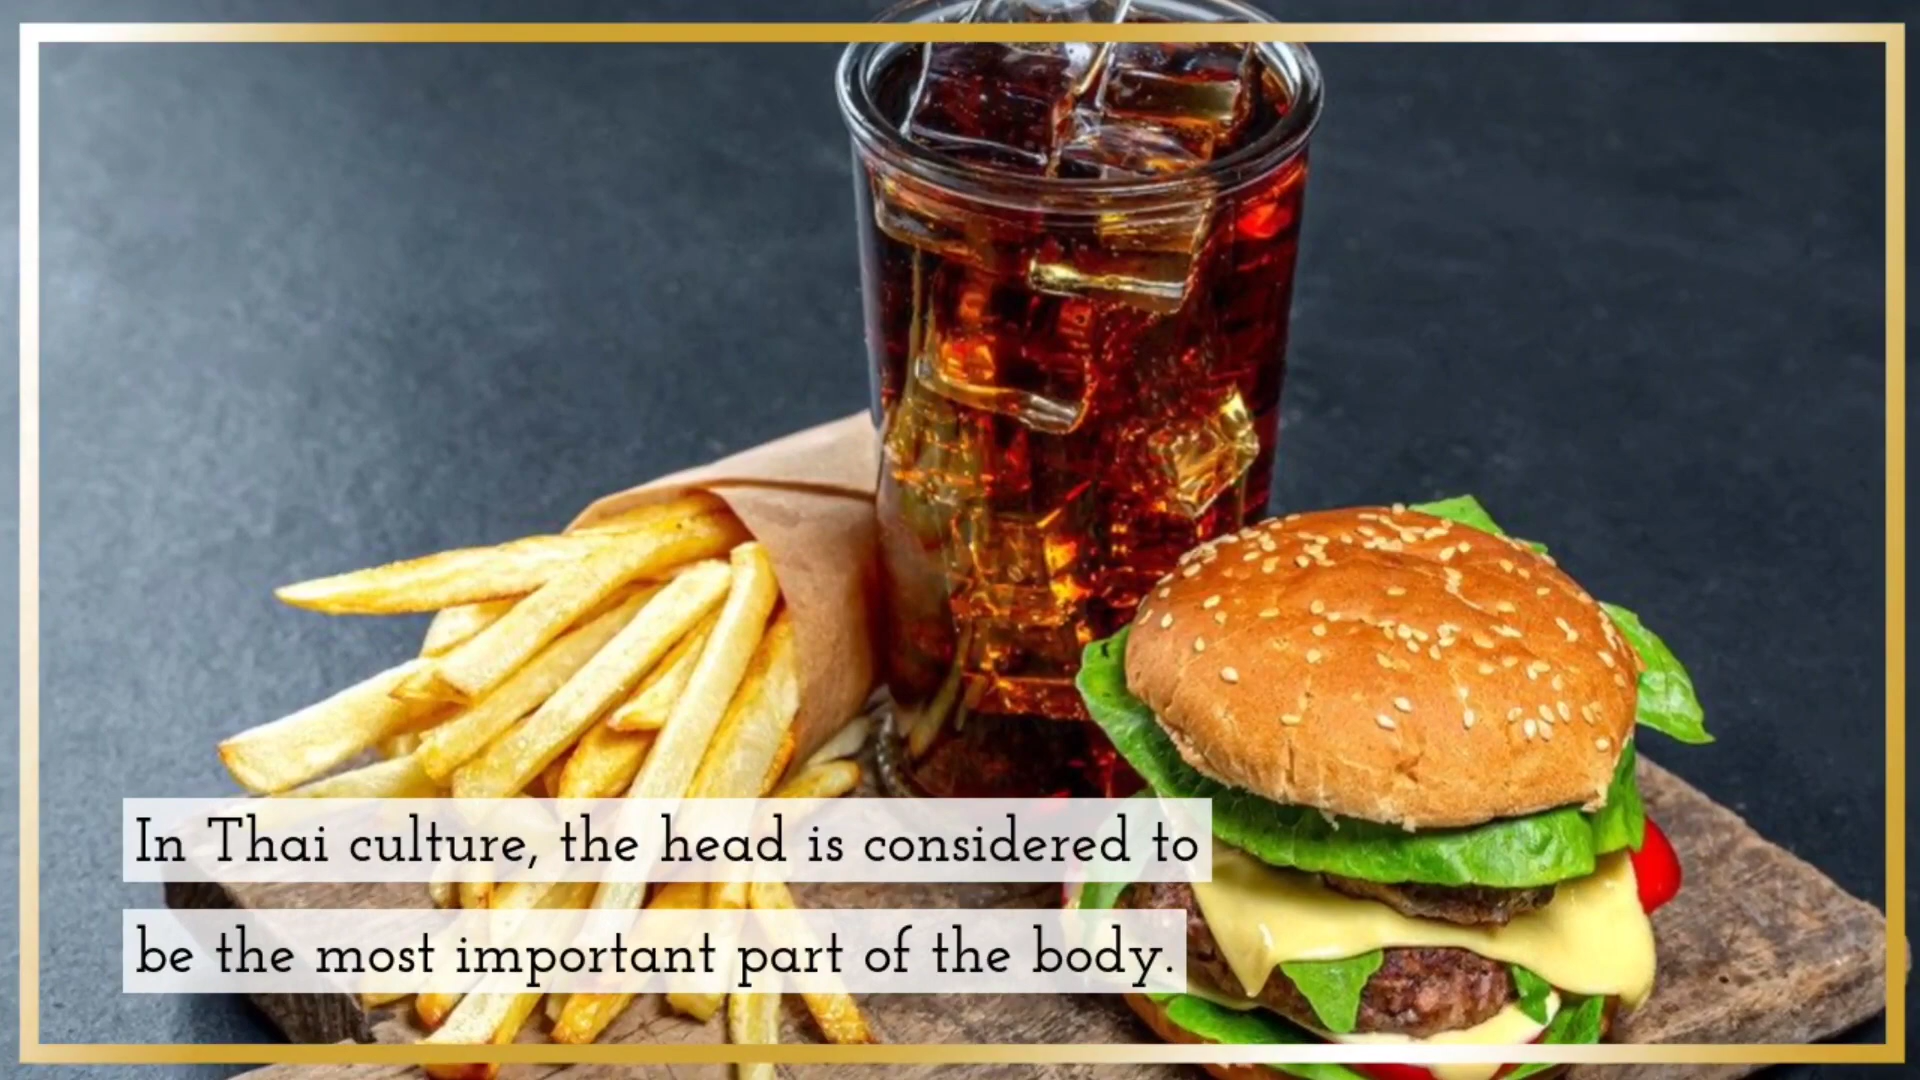 In Thai culture, the head is considered to
be the most important part of the body.